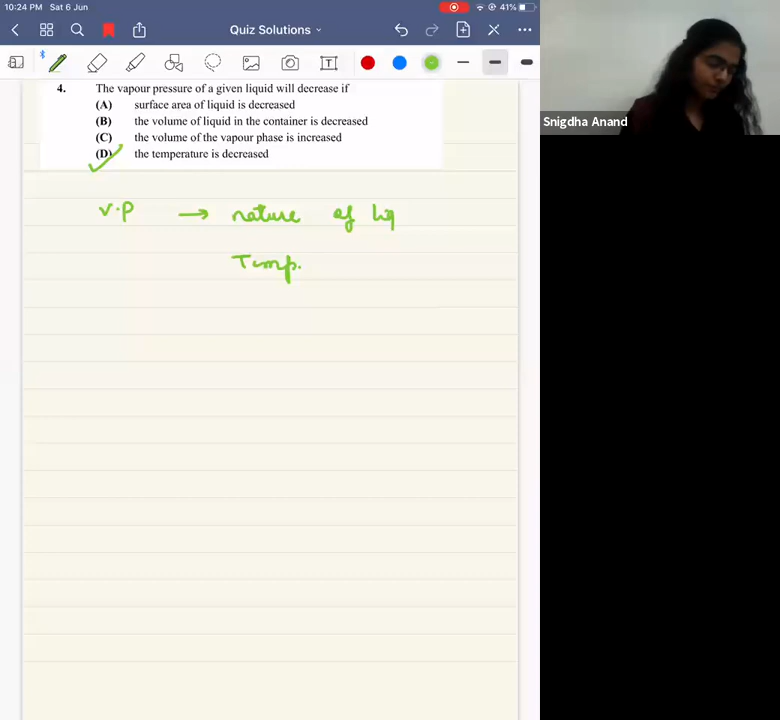 10:24 PM Sat 6 Jun
41%
Quiz Solutions
T
4. The vapour pressure of a given liquid will decrease if
(A) surface area of liquid is decreased
(B) the volume of liquid in the container is decreased
(C) the volume of the vapour phase is increased
(D) the temperature is decreased
V.P → nature of liq
Temp.
Snigdha Anand